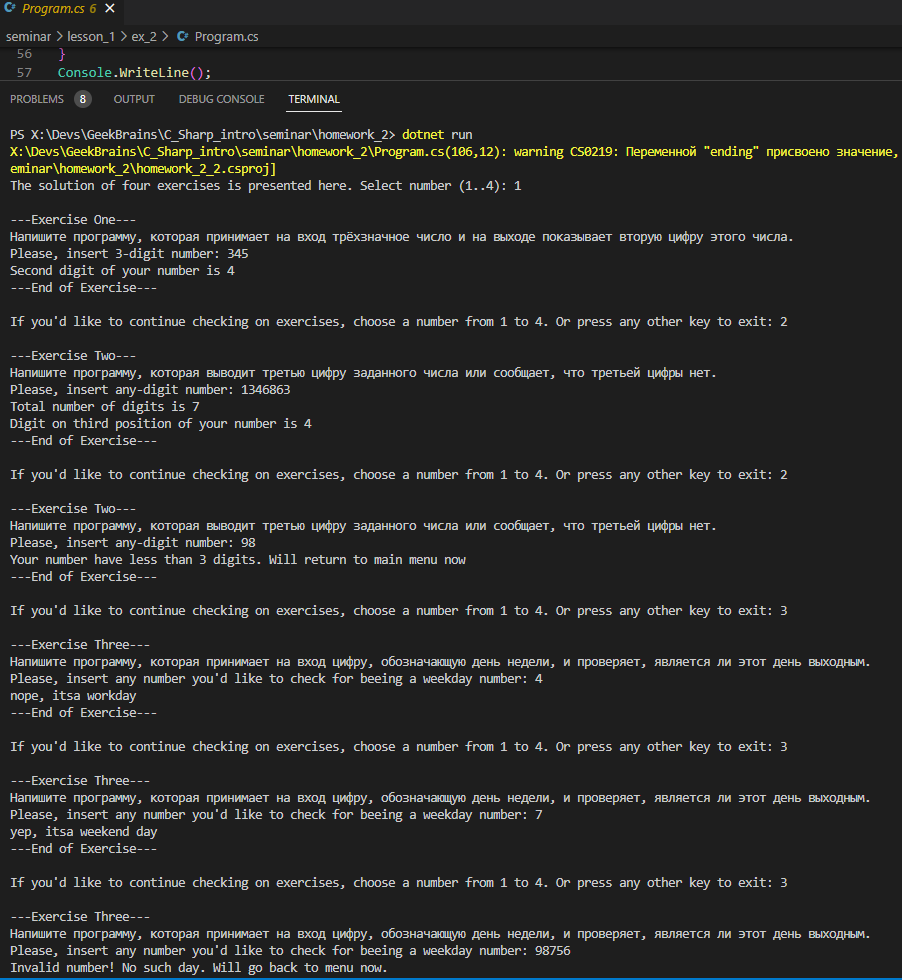 Program.cs 6
seminar > lesson_1 > ex_2 > Program.cs
56 }
57 Console.WriteLine();
PROBLEMS 8 OUTPUT DEBUG CONSOLE TERMINAL
PS X:\Devs\GeekBrains\C_Sharp_intro\seminar\homework_2> dotnet run
X:\Devs\GeekBrains\C_Sharp_intro\seminar\homework_2\Program.cs(106,12): warning CS0219: Переменной "ending" присвоено значение,
eminar\homework_2\homework_2_2.csproj]
The solution of four exercises is presented here. Select number (1..4): 1
---Exercise One---
Напишите программу, которая принимает на вход трёхзначное число и на выходе показывает вторую цифру этого числа.
Please, insert 3-digit number: 345
Second digit of your number is 4
---End of Exercise---
If you'd like to continue checking on exercises, choose a number from 1 to 4. Or press any other key to exit: 2
---Exercise Two---
Напишите программу, которая выводит третью цифру заданного числа или сообщает, что третьей цифры нет.
Please, insert any-digit number: 1346863
Total number of digits is 7
Digit on third position of your number is 4
---End of Exercise---
If you'd like to continue checking on exercises, choose a number from 1 to 4. Or press any other key to exit: 2
---Exercise Two---
Напишите программу, которая выводит третью цифру заданного числа или сообщает, что третьей цифры нет.
Please, insert any-digit number: 98
Your number have less than 3 digits. Will return to main menu now
---End of Exercise---
If you'd like to continue checking on exercises, choose a number from 1 to 4. Or press any other key to exit: 3
---Exercise Three---
Напишите программу, которая принимает на вход цифру, обозначающую день недели, и проверяет, является ли этот день выходным.
Please, insert any number you'd like to check for beeing a weekday number: 4
nope, itsa workday
---End of Exercise---
If you'd like to continue checking on exercises, choose a number from 1 to 4. Or press any other key to exit: 3
---Exercise Three---
Напишите программу, которая принимает на вход цифру, обозначающую день недели, и проверяет, является ли этот день выходным.
Please, insert any number you'd like to check for beeing a weekday number: 7
yep, itsa weekend day
---End of Exercise---
If you'd like to continue checking on exercises, choose a number from 1 to 4. Or press any other key to exit: 3
---Exercise Three---
Напишите программу, которая принимает на вход цифру, обозначающую день недели, и проверяет, является ли этот день выходным.
Please, insert any number you'd like to check for beeing a weekday number: 98756
Invalid number! No such day. Will go back to menu now.